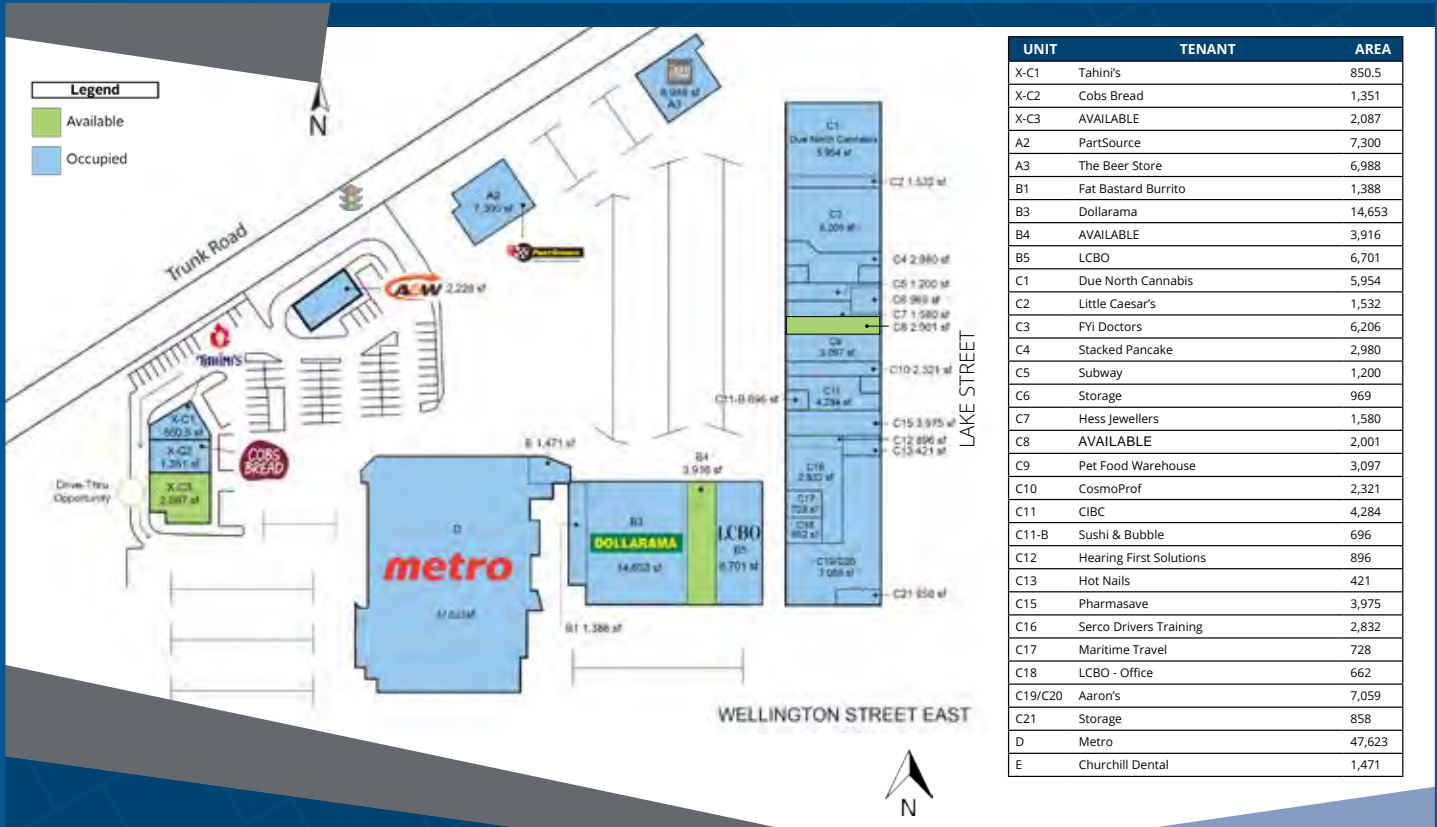 Legend
Available
Occupied
N
Trunk Road
A3
A2
7,300 sf
PartSource
A&W
2,228 sf
TAHINI'S
X-C1
850.5 sf
X-C2
1,351 sf
COBS
BREAD
X-C3
2,087 sf
Drive-Thru
Opportunity
C1
Due North Cannabis
5,954 sf
C2 1,532 sf
C3
6,206 sf
C4 2,980 sf
C5 1,200 sf
C6 969 sf
C7 1,580 sf
C8 2,001 sf
C9
3,097 sf
C10 2,321 sf
C11
4,284 sf
C11-B 696 sf
C15 3,975 sf
C12 896 sf
C13 421 sf
C16
2,832 sf
C17
728 sf
C18
662 sf
C19/C20
7,059 sf
C21 858 sf
LAKE STREET
E 1,471 sf
B4
D
metro
47,623 sf
B3
DOLLARAMA
14,653 sf
LCBO
B5
6,701 sf
B1 1,388 sf
WELLINGTON STREET EAST
N
UNIT TENANT AREA
X-C1 Tahini's 850.5
X-C2 Cobs Bread 1,351
X-C3 AVAILABLE 2,087
A2 PartSource 7,300
A3 The Beer Store 6,988
B1 Fat Bastard Burrito 1,388
B3 Dollarama 14,653
B4 AVAILABLE 3,916
B5 LCBO 6,701
C1 Due North Cannabis 5,954
C2 Little Caesar's 1,532
C3 FYi Doctors 6,206
C4 Stacked Pancake 2,980
C5 Subway 1,200
C6 Storage 969
C7 Hess Jewellers 1,580
C8 AVAILABLE 2,001
C9 Pet Food Warehouse 3,097
C10 CosmoProf 2,321
C11 CIBC 4,284
C11-B Sushi & Bubble 696
C12 Hearing First Solutions 896
C13 Hot Nails 421
C15 Pharmasave 3,975
C16 Serco Drivers Training 2,832
C17 Maritime Travel 728
C18 LCBO - Office 662
C19/C20 Aaron's 7,059
C21 Storage 858
D Metro 47,623
E Churchill Dental 1,471